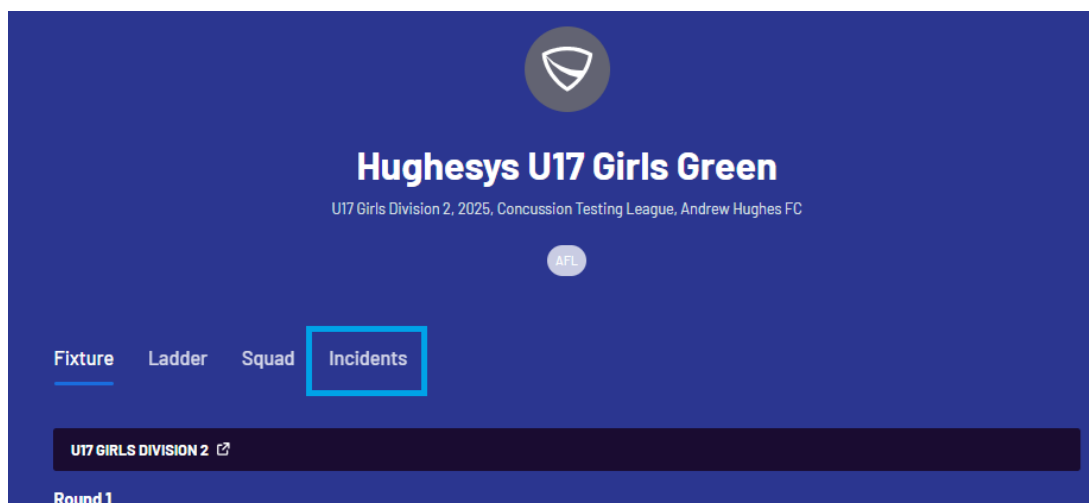 Hughesys U17 Girls Green
U17 Girls Division 2, 2025, Concussion Testing League, Andrew Hughes FC
AFL
Fixture Ladder Squad Incidents
U17 GIRLS DIVISION 2
Round 1